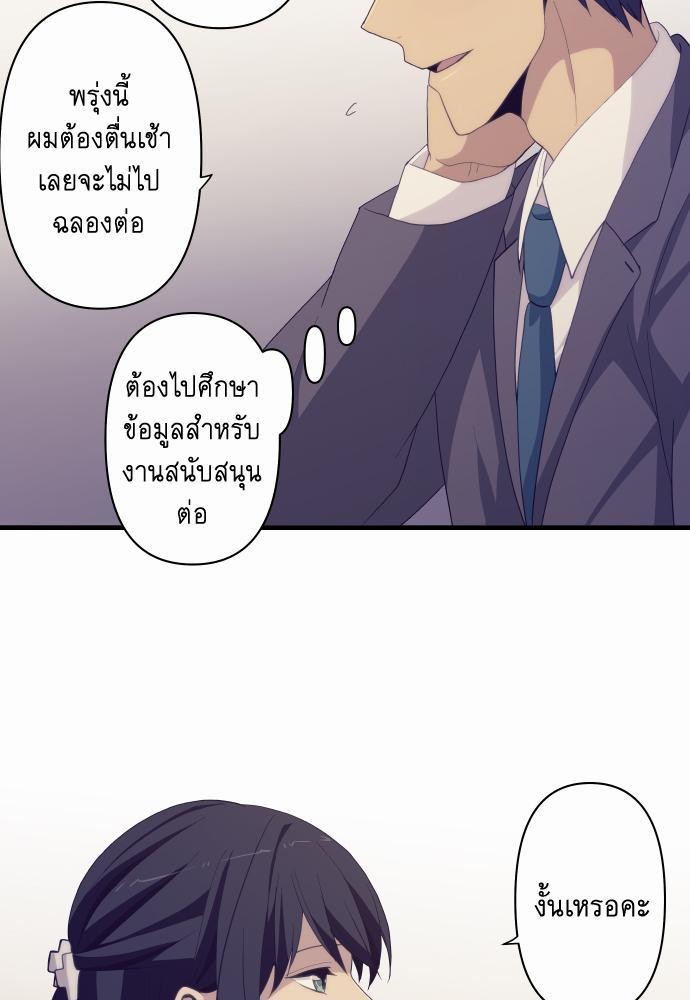 พรุ่งนี้
ผมต้องตื่นเช้า
เลยจะไม่ไป
ฉลองต่อ
ต้องไปศึกษา
ข้อมูลสำหรับ
งานสนับสนุน
ต่อ
งั้นเหรอคะ